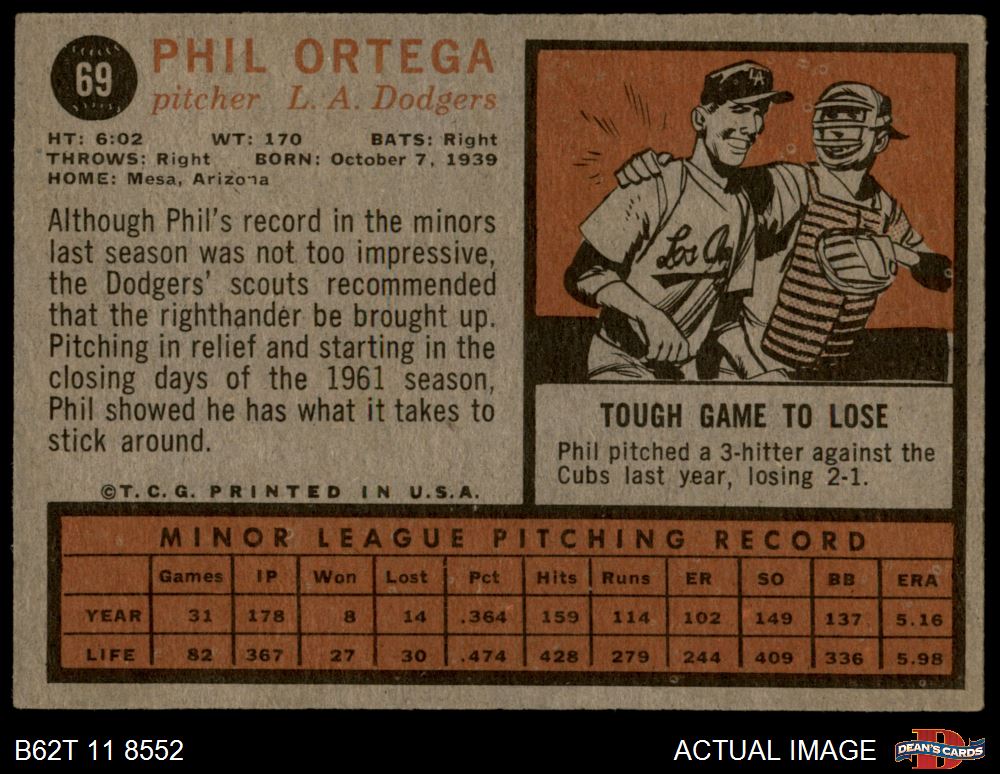 69
PHIL ORTEGA
pitcher L. A. Dodgers
HT: 6:02 WT: 170 BATS: Right
THROWS: Right BORN: October 7, 1939
HOME: Mesa, Arizona
Although Phil's record in the minors
last season was not too impressive,
the Dodgers' scouts recommended
that the righthander be brought up.
Pitching in relief and starting in the
closing days of the 1961 season,
Phil showed he has what it takes to
stick around.
©T. C. G. PRINTED IN U.S.A.
LA
Los An
TOUGH GAME TO LOSE
Phil pitched a 3-hitter against the
Cubs last year, losing 2-1.
MINOR LEAGUE PITCHING RECORD
Games IP Won Lost Pct Hits Runs ER SO BB ERA
YEAR 31 178 8 14 .364 159 114 102 149 137 5.16
LIFE 82 367 27 30 .474 428 279 244 409 336 5.98
B62T 11 8552
ACTUAL IMAGE
D
DEAN'S CARDS